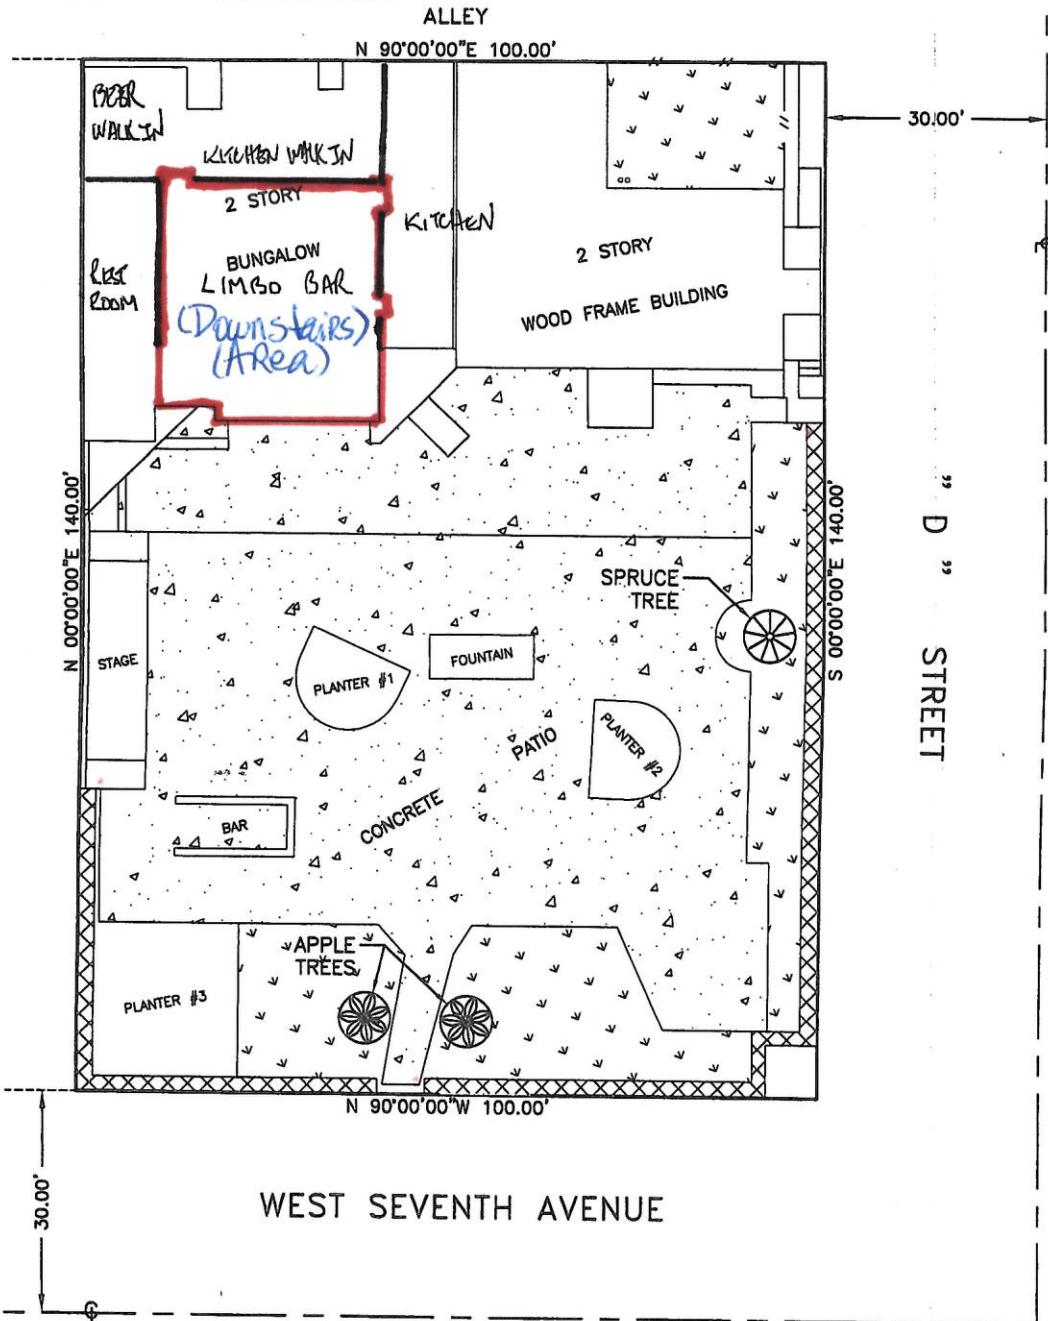 ALLEY
N 90°00'00"E 100.00'
BEER
WALK IN
KITCHEN WALK IN
30.00'
2 STORY
BUNGALOW
LIMBO BAR
(Downstairs)
(ARea)
KITCHEN
REST
ROOM
2 STORY
WOOD FRAME BUILDING
N 00°00'00"E 140.00'
S 00°00'00"E 140.00'
" D " STREET
SPRUCE
TREE
STAGE
PLANTER #1
FOUNTAIN
PLANTER #2
CONCRETE PATIO
BAR
APPLE
TREES
PLANTER #3
N 90°00'00"W 100.00'
30.00'
WEST SEVENTH AVENUE